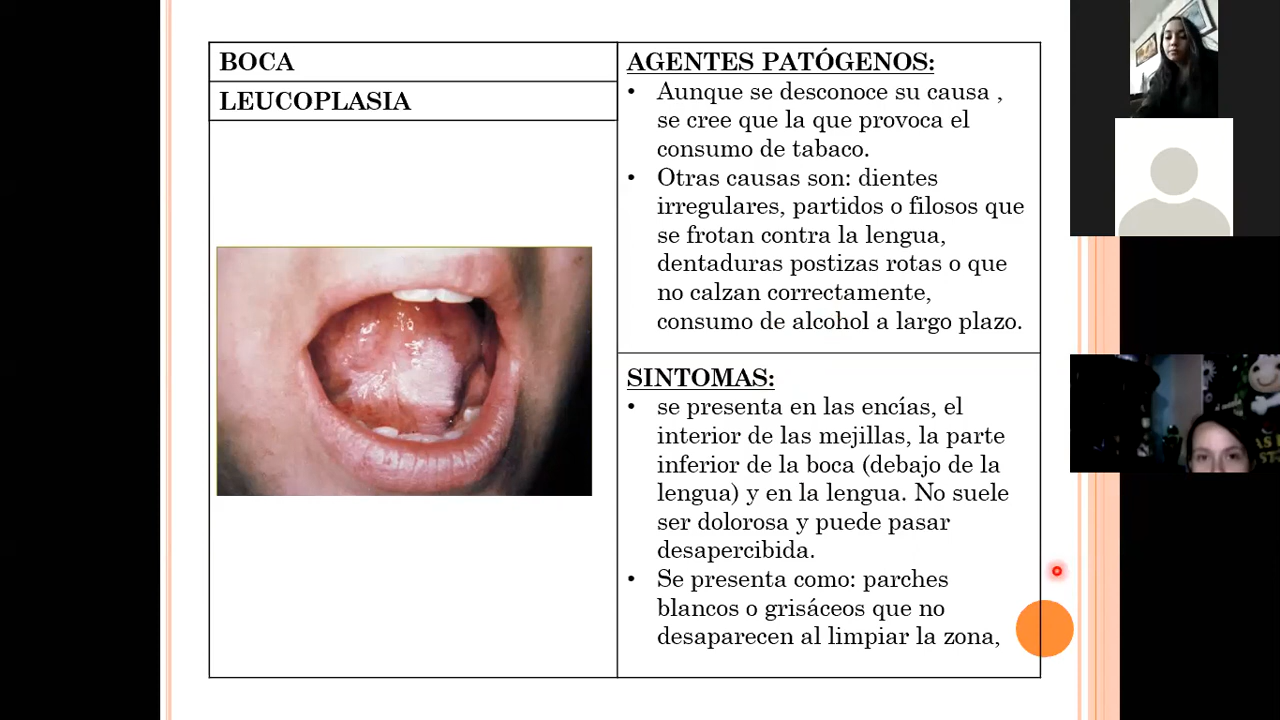 BOCA
LEUCOPLASIA
AGENTES PATÓGENOS:
• Aunque se desconoce su causa ,
se cree que la que provoca el
consumo de tabaco.
• Otras causas son: dientes
irregulares, partidos o filosos que
se frotan contra la lengua,
dentaduras postizas rotas o que
no calzan correctamente,
consumo de alcohol a largo plazo.
SINTOMAS:
• se presenta en las encías, el
interior de las mejillas, la parte
inferior de la boca (debajo de la
lengua) y en la lengua. No suele
ser dolorosa y puede pasar
desapercibida.
• Se presenta como: parches
blancos o grisáceos que no
desaparecen al limpiar la zona,